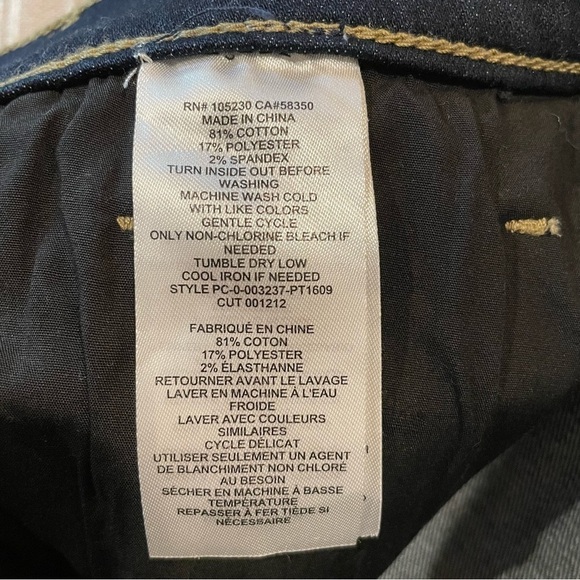 RN# 105230 CA#58350
MADE IN CHINA
81% COTTON
17% POLYESTER
2% SPANDEX
TURN INSIDE OUT BEFORE
WASHING
MACHINE WASH COLD
WITH LIKE COLORS
GENTLE CYCLE
ONLY NON-CHLORINE BLEACH IF
NEEDED
TUMBLE DRY LOW
COOL IRON IF NEEDED
STYLE PC-0-003237-PT1609
CUT 001212
FABRIQUÉ EN CHINE
81% COTON
17% POLYESTER
2% ÉLASTHANNE
RETOURNER AVANT LE LAVAGE
LAVER EN MACHINE À L'EAU
FROIDE
LAVER AVEC COULEURS
SIMILAIRES
CYCLE DÉLICAT
UTILISER SEULEMENT UN AGENT
DE BLANCHIMENT NON CHLORÉ
AU BESOIN
SÉCHER EN MACHINE À BASSE
TEMPÉRATURE
REPASSER À FER TIÈDE SI
NÉCESSAIRE